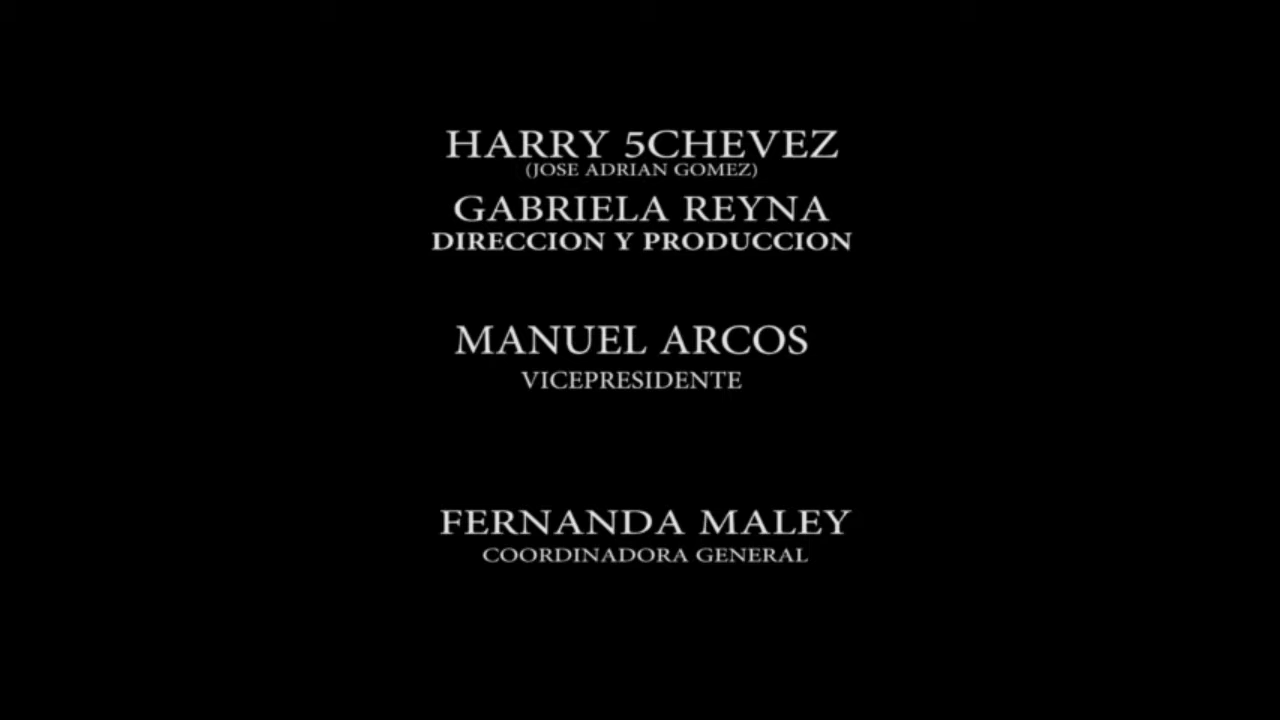 HARRY 5CHEVEZ
(JOSE ADRIAN GOMEZ)
GABRIELA REYNA
DIRECCION Y PRODUCCION
MANUEL ARCOS
VICEPRESIDENTE
FERNANDA MALEY
COORDINADORA GENERAL